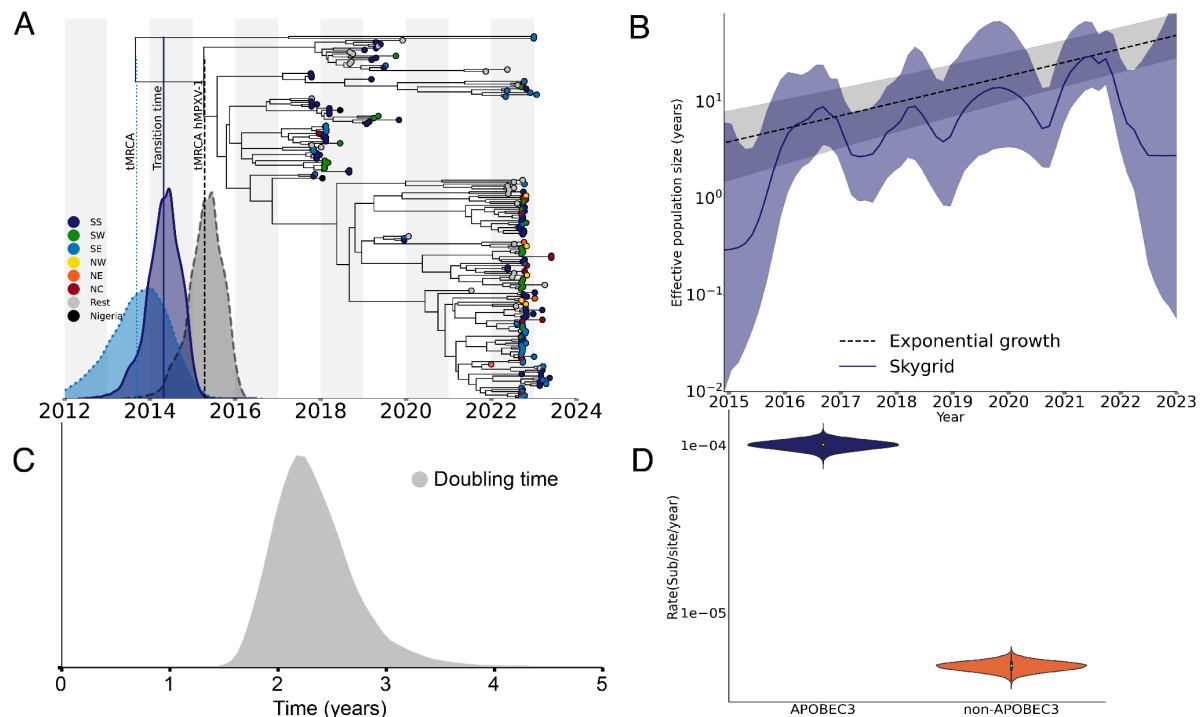 A
tMRCA
Transition time
tMRCA hMPXV-1
SS
SW
SE
NW
NE
NC
Rest
Nigeria
2012 2014 2016 2018 2020 2022 2024
B
Effective population size (years)
10¹
10⁰
10⁻¹
10⁻²
Exponential growth
Skygrid
2015 2016 2017 2018 2019 2020 2021 2022 2023
Year
C
Doubling time
0 1 2 3 4 5
Time (years)
D
Rate(Sub/site/year)
1e−04
1e−05
APOBEC3 non-APOBEC3